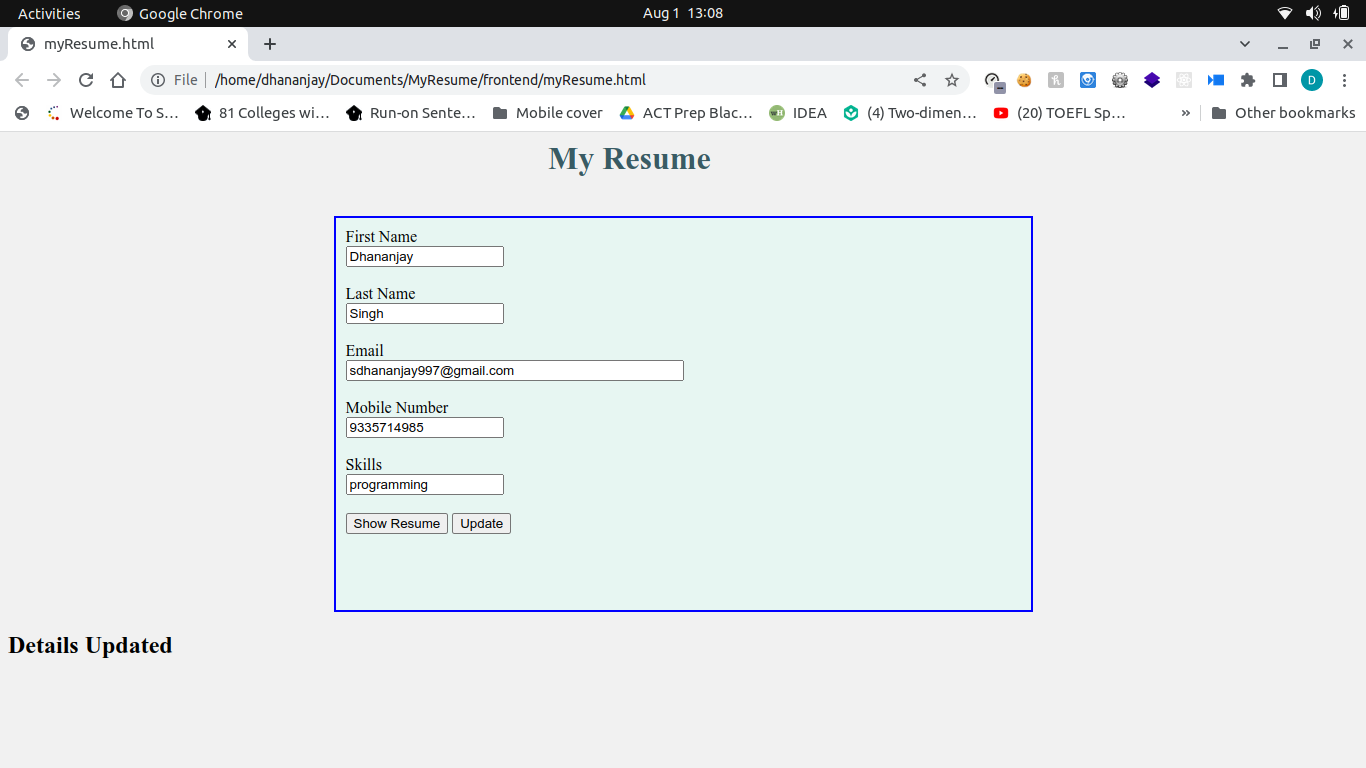 Activities Google Chrome Aug 1 13:08
myResume.html
File /home/dhananjay/Documents/MyResume/frontend/myResume.html D
Welcome To S… 81 Colleges wi… Run-on Sente… Mobile cover ACT Prep Blac… IDEA (4) Two-dimen… (20) TOEFL Sp… » Other bookmarks
My Resume
First Name
Dhananjay
Last Name
Singh
Email
sdhananjay997@gmail.com
Mobile Number
9335714985
Skills
programming
Show Resume Update
Details Updated